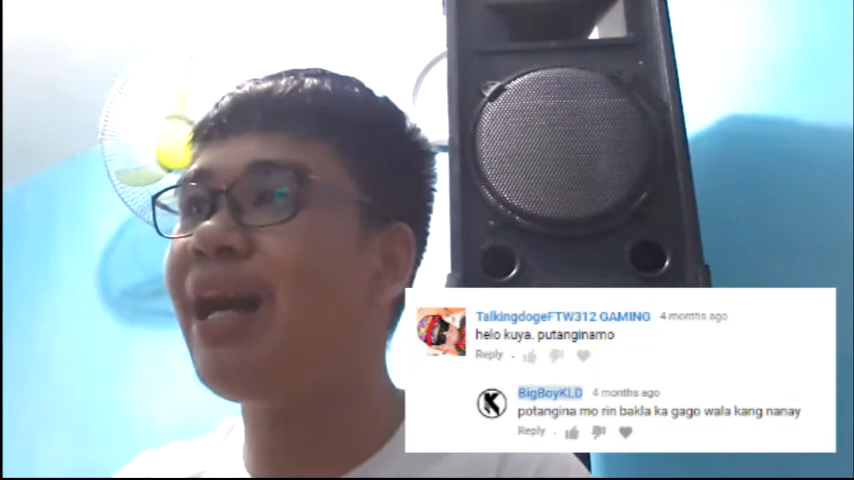 TalkingdogeFTW312 GAMING 4 months ago
helo kuya. putanginamo
Reply
BigBoyKLD 4 months ago
potangina mo rin bakla ka gago wala kang nanay
Reply